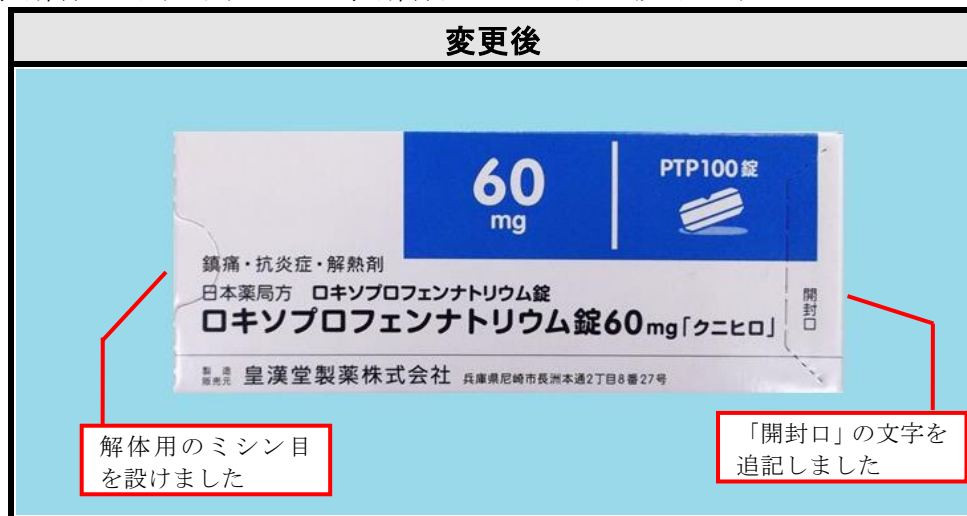 変更後
60
mg
PTP100錠
鎮痛・抗炎症・解熱剤
日本薬局方 ロキソプロフェンナトリウム錠
ロキソプロフェンナトリウム錠60mg「クニヒロ」
開封口
製造
販売元 皇漢堂製薬株式会社 兵庫県尼崎市長洲本通2丁目8番27号
解体用のミシン目
を設けました
「開封口」の文字を
追記しました